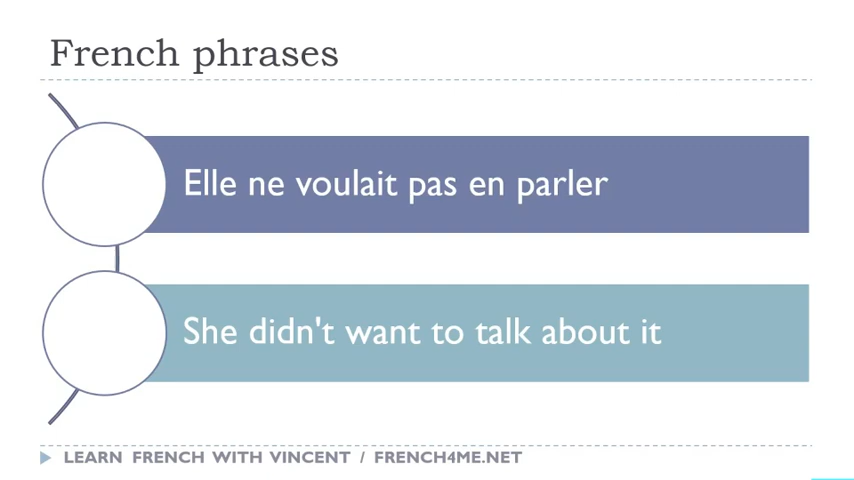 French phrases
Elle ne voulait pas en parler
She didn't want to talk about it
LEARN FRENCH WITH VINCENT / FRENCH4ME.NET